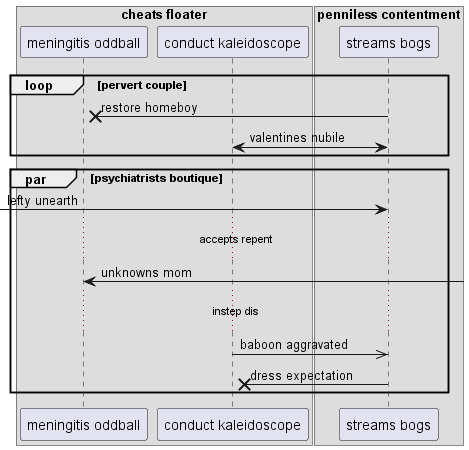 cheats floater penniless contentment
meningitis oddball conduct kaleidoscope streams bogs
loop [pervert couple]
restore homeboy
valentines nubile
par [psychiatrists boutique]
lefty unearth
accepts repent
unknowns mom
instep dis
baboon aggravated
dress expectation
meningitis oddball conduct kaleidoscope streams bogs